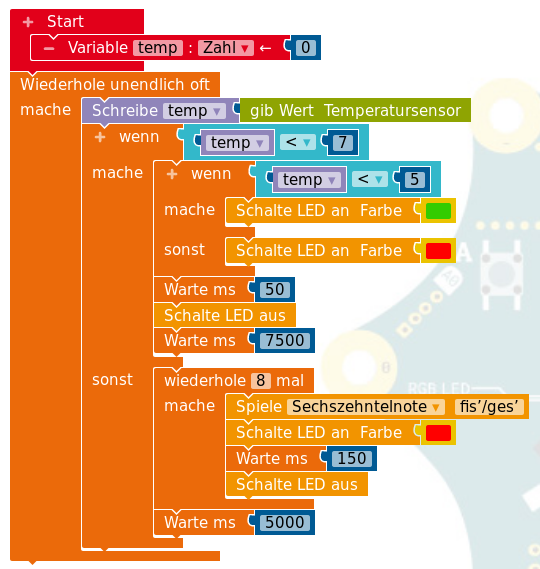 Start
Variable temp : Zahl ← 0
Wiederhole unendlich oft
mache Schreibe temp gib Wert Temperatursensor
wenn temp < 7
mache wenn temp < 5
mache Schalte LED an Farbe
sonst Schalte LED an Farbe
Warte ms 50
Schalte LED aus
Warte ms 7500
sonst wiederhole 8 mal
mache Spiele Sechszehntelnote fis’/ges’
Schalte LED an Farbe
Warte ms 150
Schalte LED aus
Warte ms 5000
A
A0
RGB LED